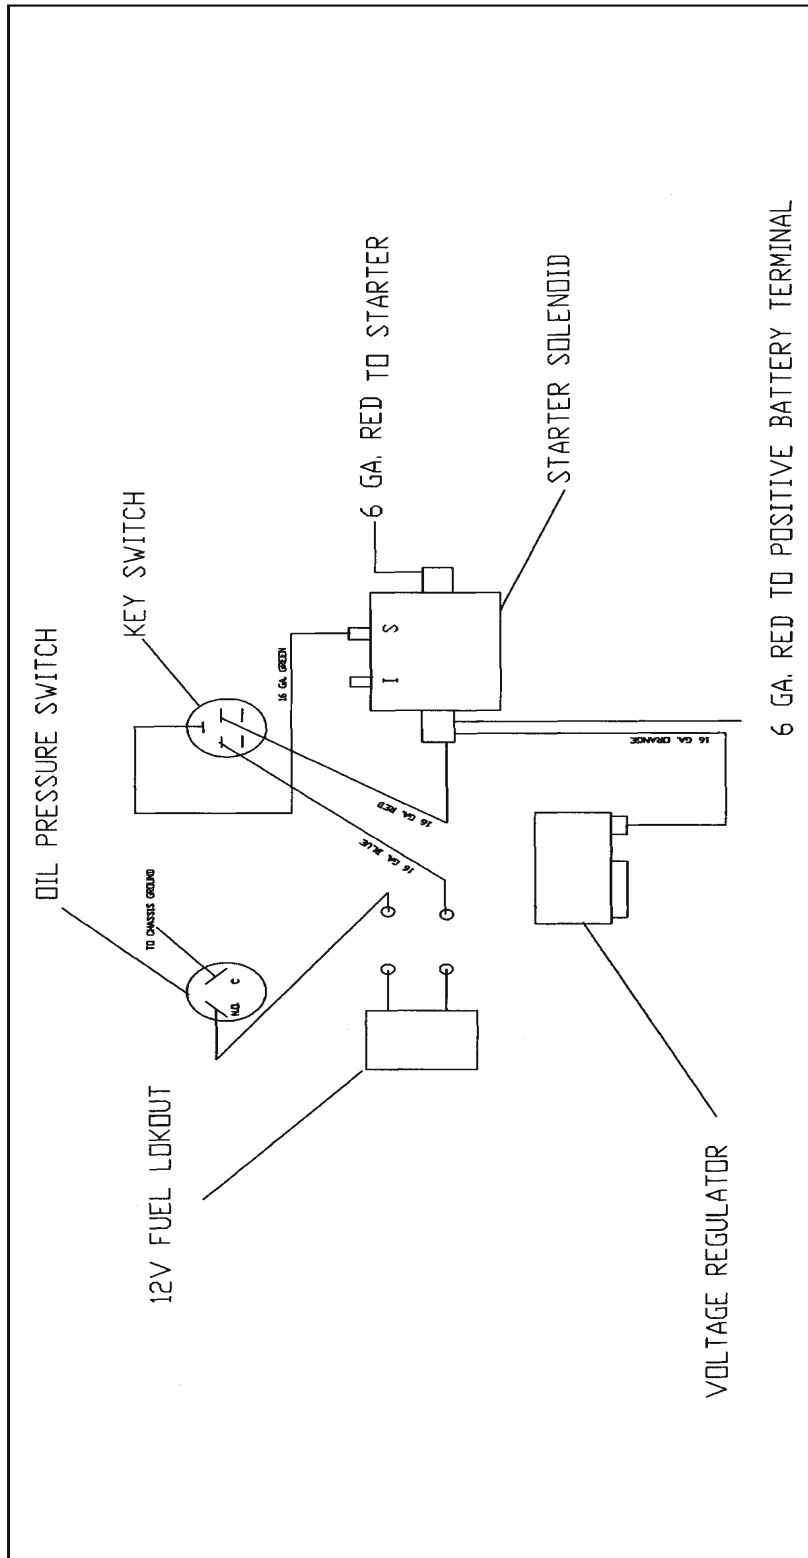 OIL PRESSURE SWITCH
KEY SWITCH
TO CHASSIS GROUND
N.O.
C
12V FUEL LOKOUT
16 GA. GREEN
6 GA. RED TO STARTER
I
S
16 GA. RED
16 GA. BLUE
STARTER SOLENOID
16 GA. ORANGE
VOLTAGE REGULATOR
6 GA. RED TO POSITIVE BATTERY TERMINAL